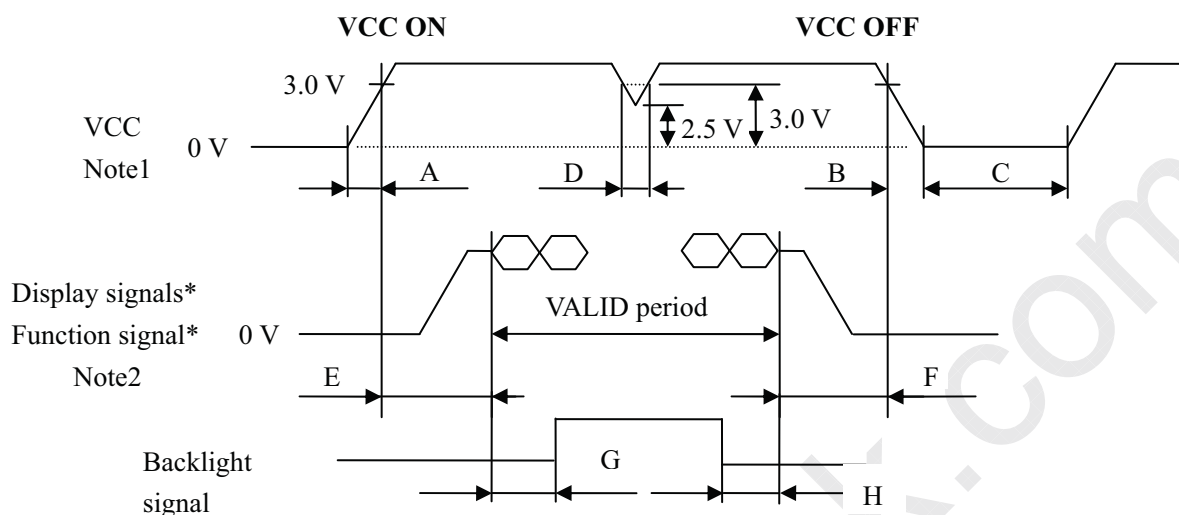 VCC ON
VCC OFF
3.0 V
VCC
Note1
0 V
2.5 V
3.0 V
A
D
B
C
Display signals*
Function signal*
Note2
0 V
VALID period
E
F
Backlight
signal
G
H
k.com